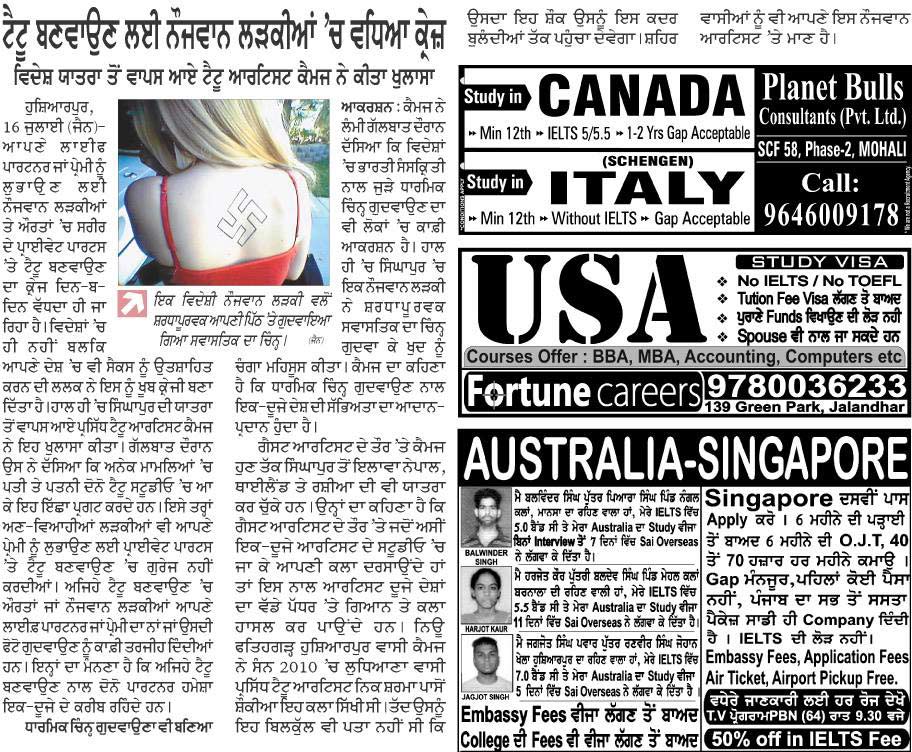 ਟੈਟੂ ਬਣਵਾਉਣ ਲਈ ਨੌਜਵਾਨ ਲੜਕੀਆਂ 'ਚ ਵਧਿਆ ਕ੍ਰੇਜ਼
ਵਿਦੇਸ਼ ਯਾਤਰਾ ਤੋਂ ਵਾਪਸ ਆਏ ਟੈਟੂ ਆਰਟਿਸਟ ਕੈਮਜ ਨੇ ਕੀਤਾ ਖੁਲਾਸਾ
ਹੁਸ਼ਿਆਰਪੁਰ,
16 ਜੁਲਾਈ (ਜੈਨ)-
ਆਪਣੇ ਲਾਈਫ
ਪਾਰਟਨਰ ਜਾਂ ਪ੍ਰੇਮੀ ਨੂੰ
ਲੁਭਾਉਣ ਲਈ
ਨੌਜਵਾਨ ਲੜਕੀਆਂ
ਤੇ ਔਰਤਾਂ 'ਚ ਸਰੀਰ
ਦੇ ਪ੍ਰਾਈਵੇਟ ਪਾਰਟਸ
'ਤੇ ਟੈਟੂ ਬਣਵਾਉਣ
ਦਾ ਕ੍ਰੇਜ਼ ਦਿਨ-ਬ-
ਦਿਨ ਵੱਧਦਾ ਹੀ ਜਾ
ਰਿਹਾ ਹੈ। ਵਿਦੇਸ਼ਾਂ 'ਚ
ਹੀ ਨਹੀਂ ਬਲਕਿ
ਆਪਣੇ ਦੇਸ਼ 'ਚ ਵੀ ਸੈਕਸ ਨੂੰ ਉਤਸ਼ਾਹਿਤ
ਕਰਨ ਦੀ ਲਲਕ ਨੇ ਇਸ ਨੂੰ ਖੂਬ ਕ੍ਰੇਜ਼ੀ ਬਣਾ
ਦਿੱਤਾ ਹੈ। ਹਾਲ ਹੀ 'ਚ ਸਿੰਘਾਪੁਰ ਦੀ ਯਾਤਰਾ
ਤੋਂ ਵਾਪਸ ਆਏ ਪ੍ਰਸਿੱਧ ਟੈਟੂ ਆਰਟਿਸਟ ਕੈਮਜ
ਨੇ ਇਹ ਖੁਲਾਸਾ ਕੀਤਾ। ਗੱਲਬਾਤ ਦੌਰਾਨ
ਉਸ ਨੇ ਦੱਸਿਆ ਕਿ ਅਨੇਕ ਮਾਮਲਿਆਂ 'ਚ
ਪਤੀ ਤੇ ਪਤਨੀ ਦੋਨੋ ਟੈਟੂ ਸਟੂਡੀਓ 'ਚ ਆ
ਕੇ ਇਹ ਇੱਛਾ ਪ੍ਰਗਟ ਕਰਦੇ ਹਨ। ਇਸੇ ਤਰ੍ਹਾਂ
ਅਣ-ਵਿਆਹੀਆਂ ਲੜਕੀਆਂ ਵੀ ਆਪਣੇ
ਪ੍ਰੇਮੀ ਨੂੰ ਲੁਭਾਉਣ ਲਈ ਪ੍ਰਾਈਵੇਟ ਪਾਰਟਸ
'ਤੇ ਟੈਟੂ ਬਣਵਾਉਣ 'ਚ ਗੁਰੇਜ ਨਹੀਂ
ਕਰਦੀਆਂ। ਅਜਿਹੇ ਟੈਟੂ ਬਣਵਾਉਣ 'ਚ
ਔਰਤਾਂ ਜਾਂ ਨੌਜਵਾਨ ਲੜਕੀਆਂ ਆਪਣੇ
ਲਾਈਫ਼ ਪਾਰਟਨਰ ਜਾਂ ਪ੍ਰੇਮੀ ਦਾ ਨਾਂ ਜਾਂ ਉਸਦੀ
ਫੋਟੋ ਗੁਦਵਾਉਣ ਨੂੰ ਕਾਫ਼ੀ ਤਰਜੀਹ ਦਿੰਦੀਆਂ
ਹਨ। ਇਨ੍ਹਾਂ ਦਾ ਮਨਣਾ ਹੈ ਕਿ ਅਜਿਹੇ ਟੈਟੂ
ਬਣਵਾਉਣ ਨਾਲ ਦੋਨੋ ਪਾਰਟਨਰ ਹਮੇਸ਼ਾ
ਇਕ-ਦੂਜੇ ਦੇ ਕਰੀਬ ਰਹਿੰਦੇ ਹਨ।
ਧਾਰਮਿਕ ਚਿੰਨ੍ਹ ਗੁਦਵਾਉਣਾ ਵੀ ਬਣਿਆ
ਇਕ ਵਿਦੇਸ਼ੀ ਨੌਜਵਾਨ ਲੜਕੀ ਵਲੋਂ
ਸ਼ਰਧਾਪੂਰਵਕ ਆਪਣੀ ਪਿੱਠ 'ਤੇ ਗੁਦਵਾਇਆ
ਗਿਆ ਸਵਾਸਤਿਕ ਦਾ ਚਿੰਨ੍ਹ। (ਜੈਨ)
ਆਕਰਸ਼ਨ : ਕੈਮਜ ਨੇ
ਲੰਮੀ ਗੱਲਬਾਤ ਦੌਰਾਨ
ਦੱਸਿਆ ਕਿ ਵਿਦੇਸ਼ਾਂ
'ਚ ਭਾਰਤੀ ਸੰਸਕ੍ਰਿਤੀ
ਨਾਲ ਜੁੜੇ ਧਾਰਮਿਕ
ਚਿੰਨ੍ਹ ਗੁਦਵਾਉਣ ਦਾ
ਵੀ ਲੋਕਾਂ 'ਚ ਕਾਫ਼ੀ
ਆਕਰਸ਼ਨ ਹੈ। ਹਾਲ
ਹੀ 'ਚ ਸਿੰਘਾਪੁਰ 'ਚ
ਇਕ ਨੌਜਵਾਨ ਲੜਕੀ
ਨੇ ਸ਼ਰਧਾਪੂਰਵਕ
ਸਵਾਸਤਿਕ ਦਾ ਚਿੰਨ੍ਹ
ਗੁਦਵਾ ਕੇ ਖੁਦ ਨੂੰ
ਚੰਗਾ ਮਹਿਸੂਸ ਕੀਤਾ। ਕੈਮਜ ਦਾ ਕਹਿਣਾ
ਹੈ ਕਿ ਧਾਰਮਿਕ ਚਿੰਨ੍ਹ ਗੁਦਵਾਉਣ ਨਾਲ
ਇਕ-ਦੂਜੇ ਦੇਸ਼ ਦੀ ਸੱਭਿਅਤਾ ਦਾ ਆਦਾਨ-
ਪ੍ਰਦਾਨ ਹੁੰਦਾ ਹੈ।
ਗੈਸਟ ਆਰਟਿਸਟ ਦੇ ਤੌਰ 'ਤੇ ਕੈਮਜ
ਹੁਣ ਤੱਕ ਸਿੰਘਾਪੁਰ ਤੋਂ ਇਲਾਵਾ ਨੇਪਾਲ,
ਥਾਈਲੈਂਡ ਤੇ ਰਸ਼ੀਆ ਦੀ ਵੀ ਯਾਤਰਾ
ਕਰ ਚੁੱਕੇ ਹਨ। ਉਨ੍ਹਾਂ ਦਾ ਕਹਿਣਾ ਹੈ ਕਿ
ਗੈਸਟ ਆਰਟਿਸਟ ਦੇ ਤੌਰ 'ਤੇ ਜਦੋਂ ਅਸੀਂ
ਇਕ-ਦੂਜੇ ਆਰਟਿਸਟ ਦੇ ਸਟੂਡੀਓ 'ਚ
ਜਾ ਕੇ ਆਪਣੀ ਕਲਾ ਦਰਸਾਉਂਦੇ ਹਾਂ
ਤਾਂ ਇਸ ਨਾਲ ਆਰਟਿਸਟ ਦੂਜੇ ਦੇਸ਼ਾਂ
ਦਾ ਵੱਡੇ ਪੱਧਰ 'ਤੇ ਗਿਆਨ ਤੇ ਕਲਾ
ਹਾਸਲ ਕਰ ਪਾਉਂਦੇ ਹਨ। ਨਿਊ
ਫਤਿਹਗੜ੍ਹ ਹੁਸ਼ਿਆਰਪੁਰ ਵਾਸੀ ਕੈਮਜ
ਨੇ ਸੰਨ 2010 'ਚ ਲੁਧਿਆਣਾ ਵਾਸੀ
ਪ੍ਰਸਿੱਧ ਟੈਟੂ ਆਰਟਿਸਟ ਨਿਕ ਸ਼ਰਮਾ ਪਾਸੋਂ
ਸ਼ੌਕੀਆ ਇਹ ਕਲਾ ਸਿੱਖੀ ਸੀ। ਤੱਦ ਉਸਨੂੰ
ਇਹ ਬਿਲਕੁੱਲ ਵੀ ਪਤਾ ਨਹੀਂ ਸੀ ਕਿ
ਉਸਦਾ ਇਹ ਸ਼ੌਕ ਉਸਨੂੰ ਇਸ ਕਦਰ
ਬੁਲੰਦੀਆਂ ਤੱਕ ਪਹੁੰਚਾ ਦੇਵੇਗਾ। ਸ਼ਹਿਰ
ਵਾਸੀਆਂ ਨੂੰ ਵੀ ਆਪਣੇ ਇਸ ਨੌਜਵਾਨ
ਆਰਟਿਸਟ 'ਤੇ ਮਾਣ ਹੈ।
Study in CANADA
Min 12th IELTS 5/5.5 1-2 Yrs Gap Acceptable
(SCHENGEN)
Study in ITALY
Min 12th Without IELTS Gap Acceptable
Planet Bulls
Consultants (Pvt. Ltd.)
SCF 58, Phase-2, MOHALI
Call:
9646009178
USA
STUDY VISA
No IELTS / No TOEFL
Tution Fee Visa ਲੱਗਣ ਤੋਂ ਬਾਅਦ
ਪੁਰਾਣੇ Funds ਵਿਖਾਉਣ ਦੀ ਲੋੜ ਨਹੀ
Spouse ਵੀ ਨਾਲ ਜਾ ਸਕਦੇ ਹਨ
Courses Offer : BBA, MBA, Accounting, Computers etc
Fortune careers
9780036233
139 Green Park, Jalandhar
AUSTRALIA-SINGAPORE
ਮੈ ਬਲਵਿੰਦਰ ਸਿੰਘ ਪੁੱਤਰ ਪਿਆਰਾ ਸਿੰਘ ਪਿੰਡ ਨੰਗਲ
ਕਲਾਂ, ਮਾਨਸਾ ਦਾ ਰਹਿਣ ਵਾਲਾ ਹਾਂ, ਮੇਰੇ IELTS ਵਿੱਚ
5.0 ਬੈਂਡ ਸੀ ਤੇ ਮੇਰਾ Australia ਦਾ Study ਵੀਜਾ
ਬਿਨਾਂ Interview ਤੋਂ 7 ਦਿਨਾਂ ਵਿੱਚ Sai Overseas
ਨੇ ਲੱਗਵਾ ਕੇ ਦਿੱਤਾ ਹੈ।
BALWINDER
SINGH
ਮੈ ਹਰਜੋਤ ਕੌਰ ਪੁੱਤਰੀ ਬਲਦੇਰ ਸਿੰਘ ਪਿੰਡ ਮੇਹਲ ਕਲਾਂ
ਬਰਨਾਲਾ ਦੀ ਰਹਿਣ ਵਾਲੀ ਹਾਂ, ਮੇਰੇ IELTS ਵਿੱਚ
5.5 ਬੈਂਡ ਸੀ ਤੇ ਮੇਰਾ Australia ਦਾ Study ਵੀਜਾ
11 ਦਿਨਾਂ ਵਿੱਚ Sai Overseas ਨੇ ਲੱਗਵਾ ਕੇ ਦਿੱਤਾ ਹੈ।
HARJOT KAUR
ਮੈ ਜਗਜੋਤ ਸਿੰਘ ਪਵਾਰ ਪੁੱਤਰ ਰਣਵੀਰ ਸਿੰਘ ਜੋਹਾਨ
ਖੇਲਾ ਹੁਸ਼ਿਆਰਪੁਰ ਦਾ ਰਹਿਣ ਵਾਲਾ ਹਾਂ, ਮੇਰੇ IELTS ਵਿੱਚ
7.0 ਬੈਂਡ ਸੀ ਤੇ ਮੇਰਾ Australia ਦਾ Study ਵੀਜਾ
5 ਦਿਨਾਂ ਵਿੱਚ Sai Overseas ਨੇ ਲੱਗਵਾ ਕੇ ਦਿੱਤਾ ਹੈ।
JAGJOT SINGH
Embassy Fees ਵੀਜਾ ਲੱਗਣ ਤੋਂ ਬਾਅਦ
College ਦੀ Fees ਵੀ ਵੀਜਾ ਲੱਗਣ ਤੋਂ ਬਾਅਦ
Singapore ਦਸਵੀਂ ਪਾਸ
Apply ਕਰੋ । 6 ਮਹੀਨੇ ਦੀ ਪੜ੍ਹਾਈ
ਤੋਂ ਬਾਅਦ 6 ਮਹੀਨੇ ਦੀ O.J.T, 40
ਤੋਂ 70 ਹਜ਼ਾਰ ਹਰ ਮਹੀਨੇ ਕਮਾਉ ।
Gap ਮੰਨਜੂਰ, ਪਹਿਲਾਂ ਕੋਈ ਪੈਸਾ
ਨਹੀਂ, ਪੰਜਾਬ ਦਾ ਸਭ ਤੋਂ ਸਸਤਾ
ਪੈਕੇਜ਼ ਸਾਡੀ ਹੀ Company ਦਿੰਦੀ
ਹੈ । IELTS ਦੀ ਲੋੜ ਨਹੀਂ।
Embassy Fees, Application Fees
Air Ticket, Airport Pickup Free.
ਵਧੇਰੇ ਜਾਣਕਾਰੀ ਲਈ ਹਰ ਰੋਜ ਦੇਖੋ
T.V ਪ੍ਰੋਗਰਾਮ PBN (64) ਰਾਤ 9.30 ਵਜੇ
50% off in IELTS Fee